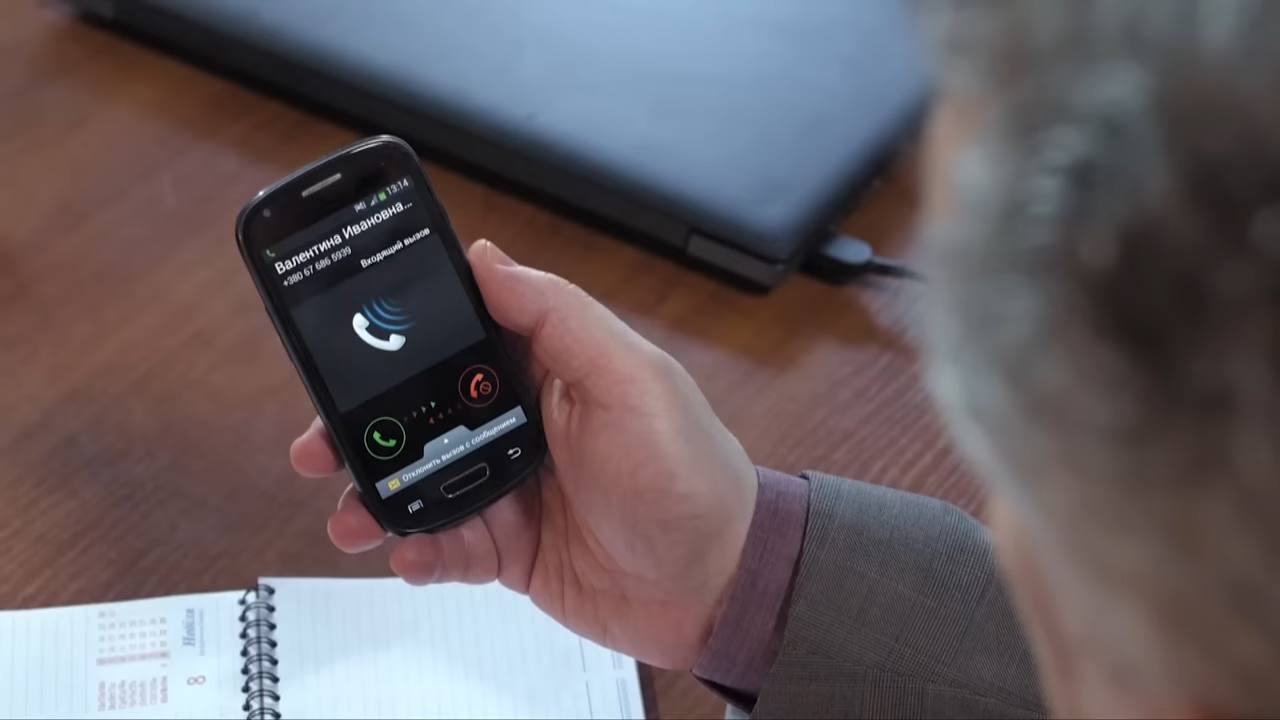 13:14
Валентина Ивановна...
+380 67 686 5939
Входящий вызов
Отклонить вызов с сообщением
8